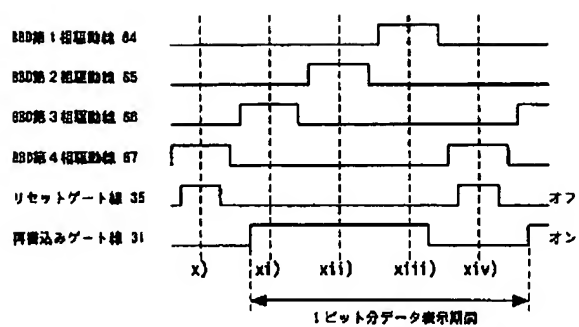 BBD第1相駆動線 64
BBD第2相駆動線 65
BBD第3相駆動線 66
BBD第4相駆動線 67
リセットゲート線 35 オフ
再書込みゲート線 31 オン
x) xi) xii) xiii) xiv)
1ビット分データ表示期間